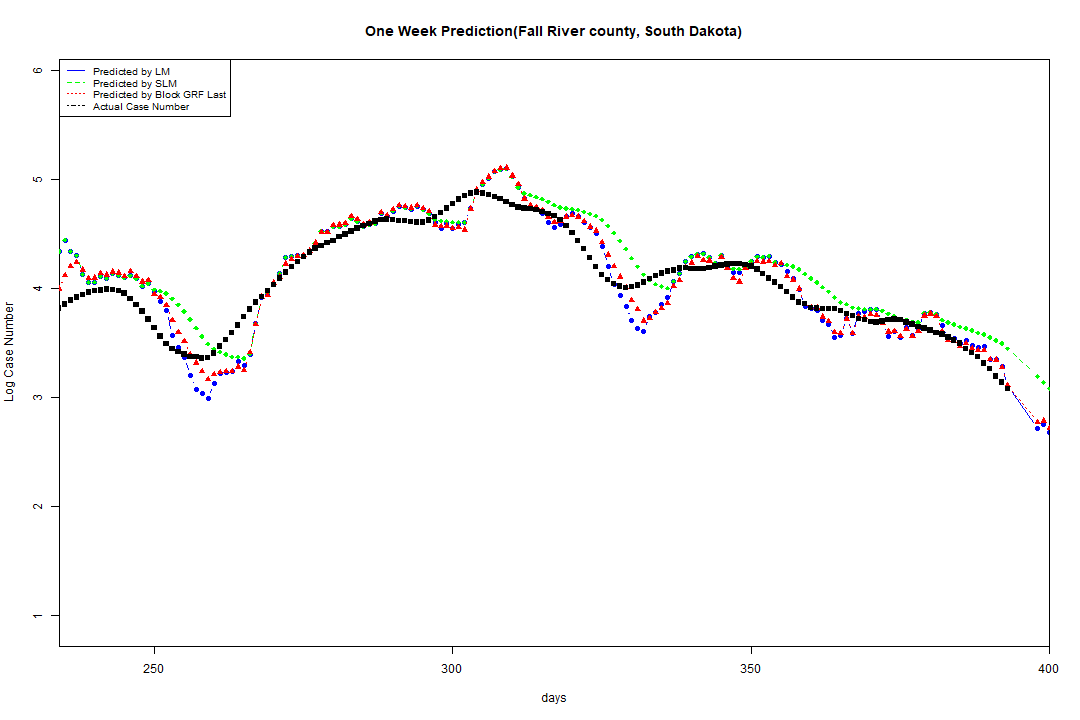 One Week Prediction(Fall River county, South Dakota)
Predicted by LM
Predicted by SLM
Predicted by Block GRF Last
Actual Case Number
6
5
4
3
2
1
Log Case Number
250
300
350
400
days